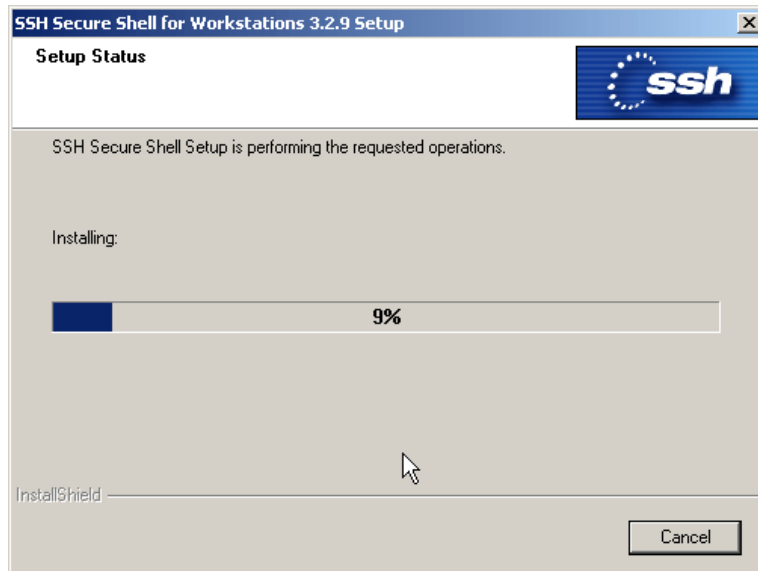 SSH Secure Shell for Workstations 3.2.9 Setup
Setup Status
ssh
SSH Secure Shell Setup is performing the requested operations.
Installing:
9%
InstallShield
Cancel